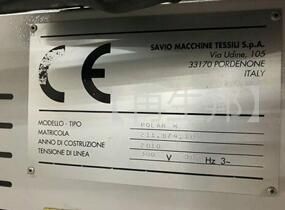 CE
SAVIO MACCHINE TESSILI S.p.A.
Via Udine, 105
33170 PORDENONE
ITALY
MODELLO - TIPO POLAR M
MATRICOLA
ANNO DI COSTRUZIONE 2010
TENSIONE DI LINEA V Hz 3~